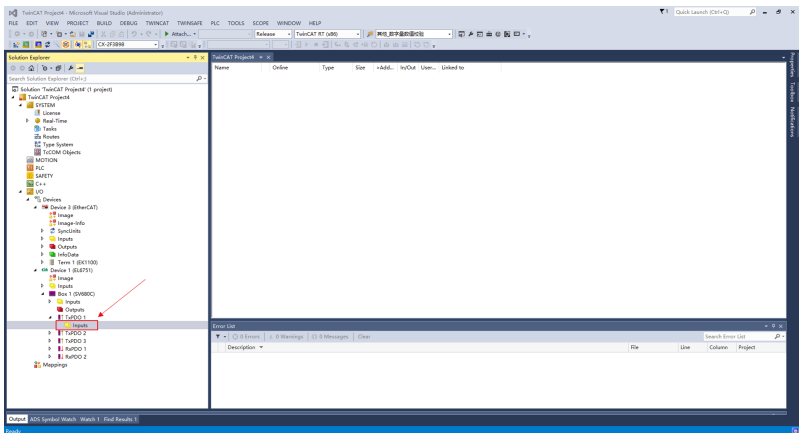 TwinCAT Project4 - Microsoft Visual Studio (Administrator)
1
Quick Launch (Ctrl+Q)
FILE EDIT VIEW PROJECT BUILD DEBUG TWINCAT TWINSAFE PLC TOOLS SCOPE WINDOW HELP
Attach...
Release
TwinCAT RT (x86)
CX-2F3B98
Solution Explorer
Search Solution Explorer (Ctrl+;)
Solution 'TwinCAT Project4' (1 project)
TwinCAT Project4
SYSTEM
License
Real-Time
Tasks
Routes
Type System
TcCOM Objects
MOTION
PLC
SAFETY
C++
I/O
Devices
Device 3 (EtherCAT)
Image
Image-Info
SyncUnits
Inputs
Outputs
InfoData
Term 1 (EK1100)
Device 1 (EL6751)
Image
Inputs
Box 1 (SV680C)
Inputs
Outputs
TxPDO 1
Inputs
TxPDO 2
TxPDO 3
RxPDO 1
RxPDO 2
Mappings
TwinCAT Project4
Name Online Type Size >Add... In/Out User... Linked to
Error List
0 Errors 0 Warnings 0 Messages Clear
Search Error List
Description File Line Column Project
Properties
Toolbox
Notifications
Output ADS Symbol Watch Watch 1 Find Results 1
Ready